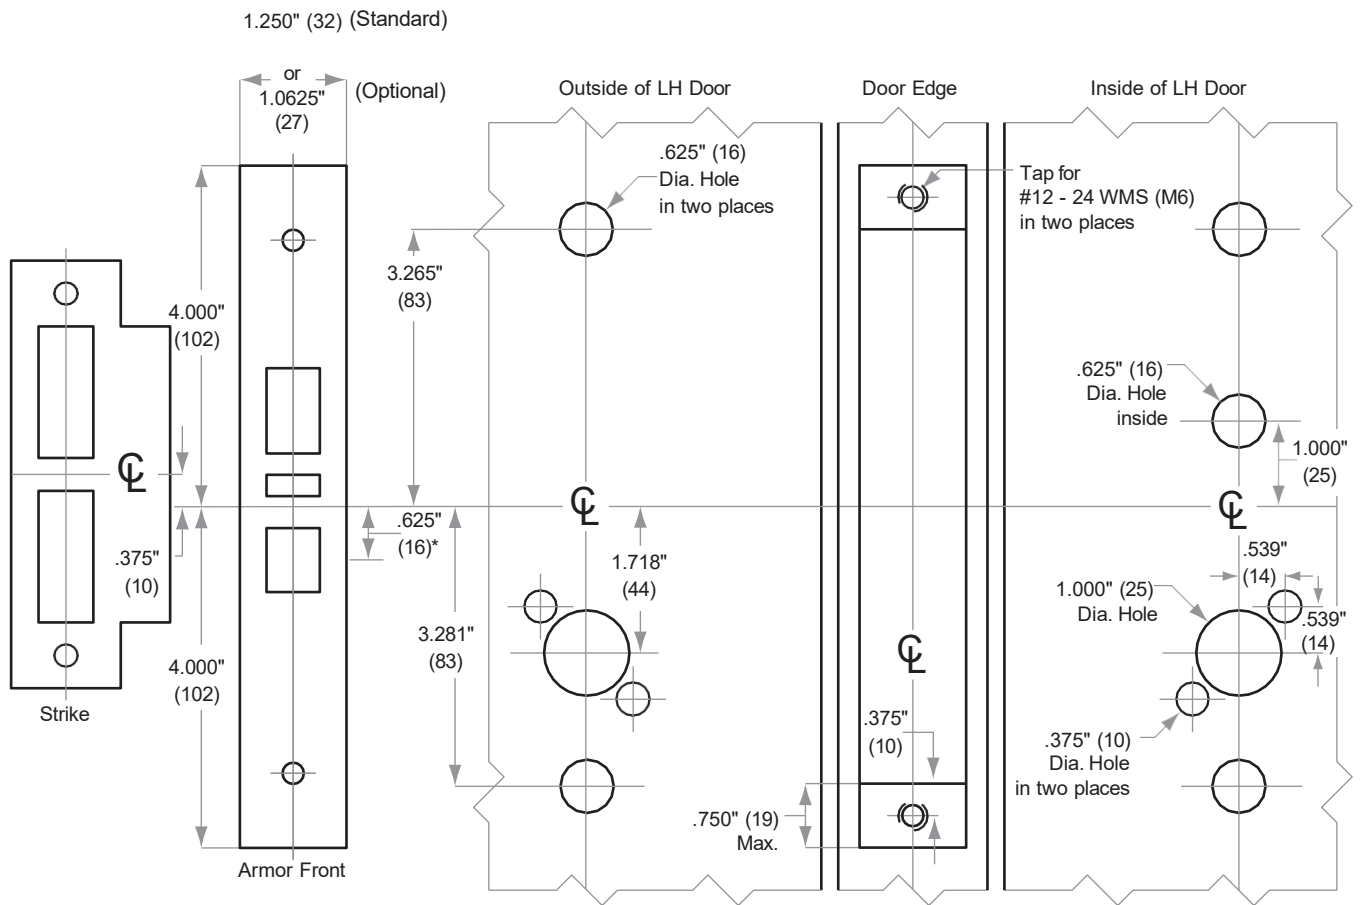 1.250" (32) (Standard)
or
1.0625"
(27)
(Optional)
4.000"
(102)
.375"
(10)
4.000"
(102)
Strike
Armor Front
℄
.625"
(16)*
Outside of LH Door
.625" (16)
Dia. Hole
in two places
3.265"
(83)
℄
1.718"
(44)
3.281"
(83)
Door Edge
℄
.375"
(10)
.750" (19)
Max.
Inside of LH Door
Tap for
#12 - 24 WMS (M6)
in two places
.625" (16)
Dia. Hole
inside
1.000"
(25)
℄
.539"
(14)
1.000" (25)
Dia. Hole
.539"
(14)
.375" (10)
Dia. Hole
in two places